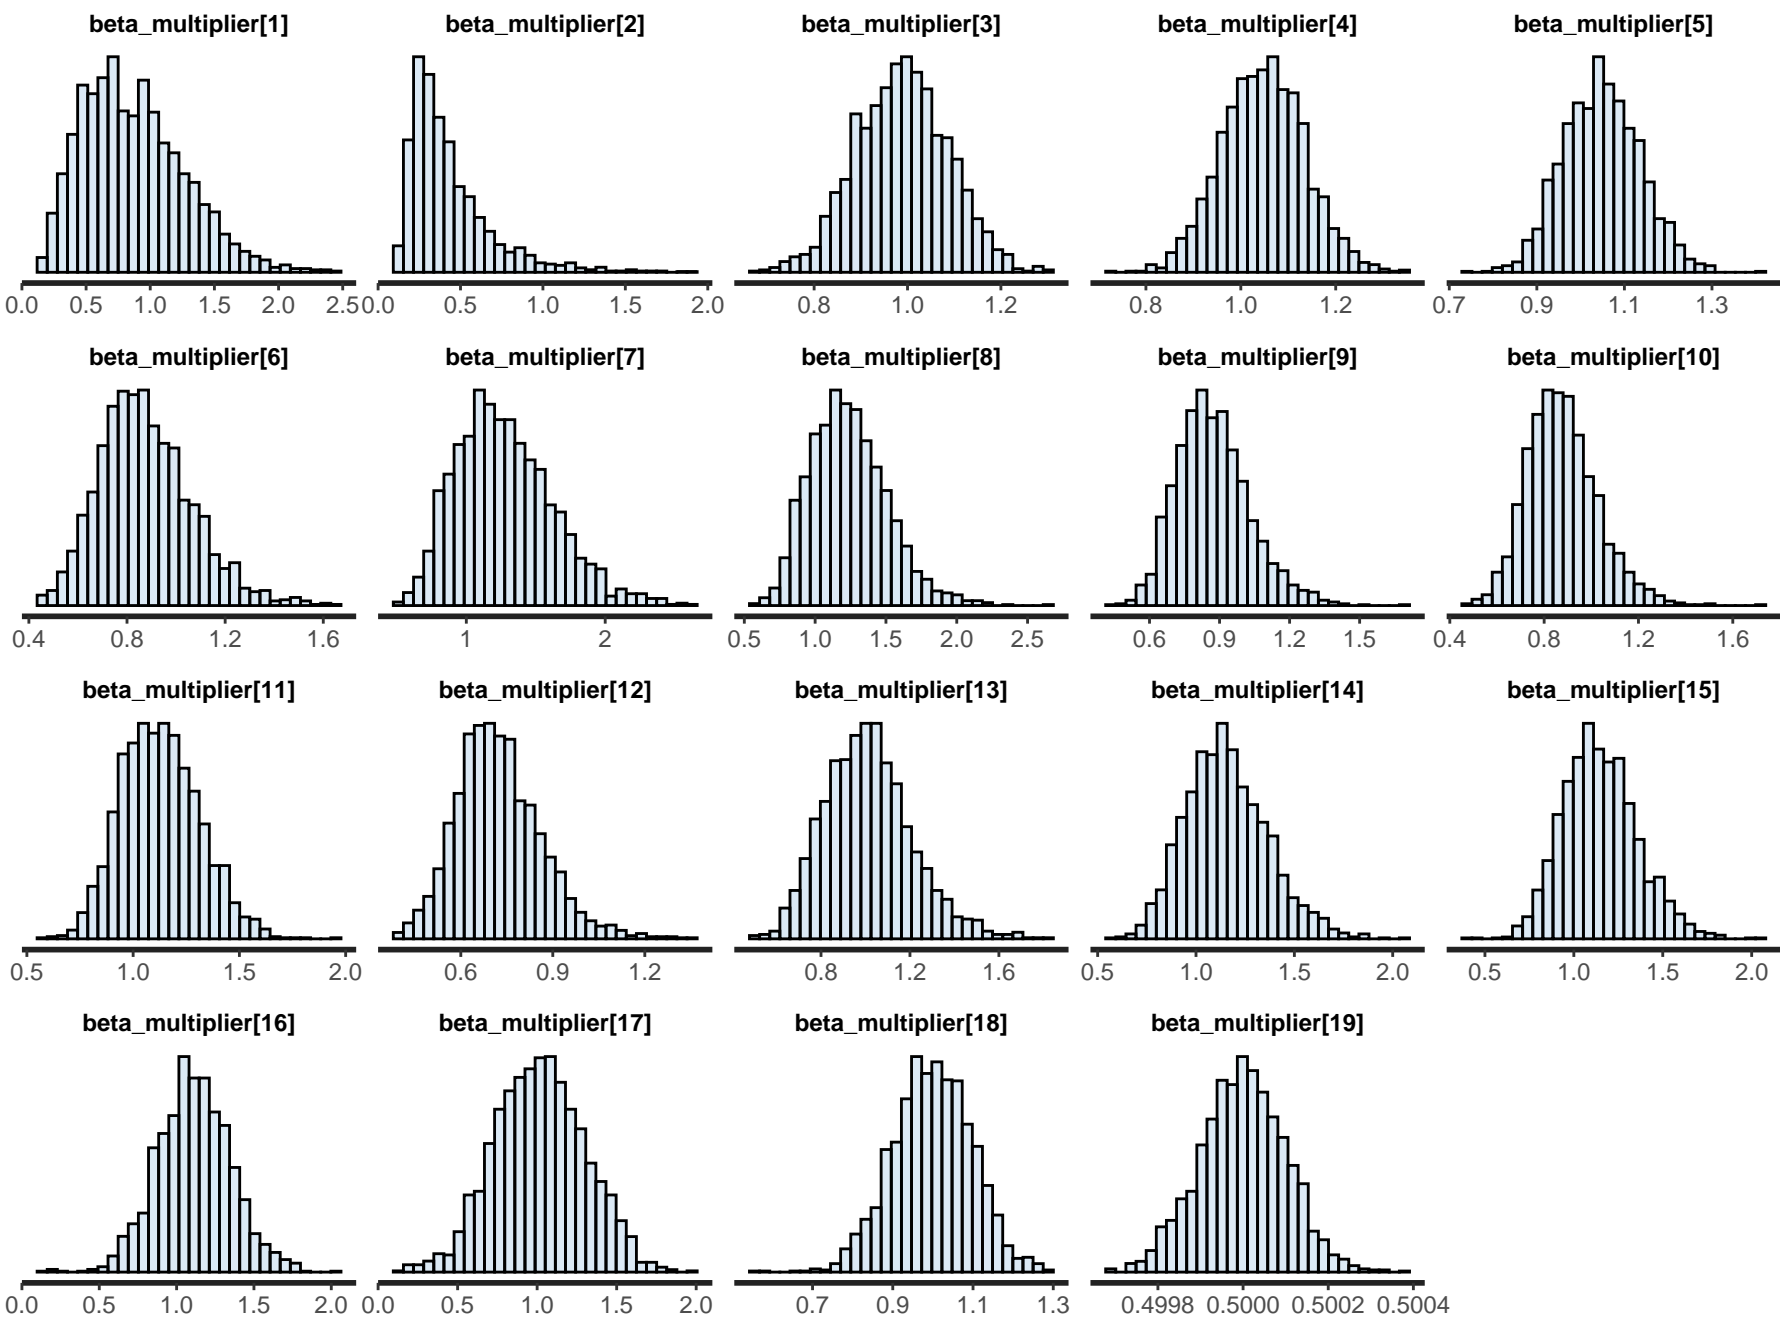 beta_multiplier[1] beta_multiplier[2] beta_multiplier[3] beta_multiplier[4] beta_multiplier[5]
0.0 0.5 1.0 1.5 2.0 2.5 0.0 0.5 1.0 1.5 2.0 0.8 1.0 1.2 0.8 1.0 1.2 0.7 0.9 1.1 1.3
beta_multiplier[6] beta_multiplier[7] beta_multiplier[8] beta_multiplier[9] beta_multiplier[10]
0.4 0.8 1.2 1.6 1 2 0.5 1.0 1.5 2.0 2.5 0.6 0.9 1.2 1.5 0.4 0.8 1.2 1.6
beta_multiplier[11] beta_multiplier[12] beta_multiplier[13] beta_multiplier[14] beta_multiplier[15]
0.5 1.0 1.5 2.0 0.6 0.9 1.2 0.8 1.2 1.6 0.5 1.0 1.5 2.0 0.5 1.0 1.5 2.0
beta_multiplier[16] beta_multiplier[17] beta_multiplier[18] beta_multiplier[19]
0.0 0.5 1.0 1.5 2.0 0.0 0.5 1.0 1.5 2.0 0.7 0.9 1.1 1.3 0.4998 0.5000 0.5002 0.5004